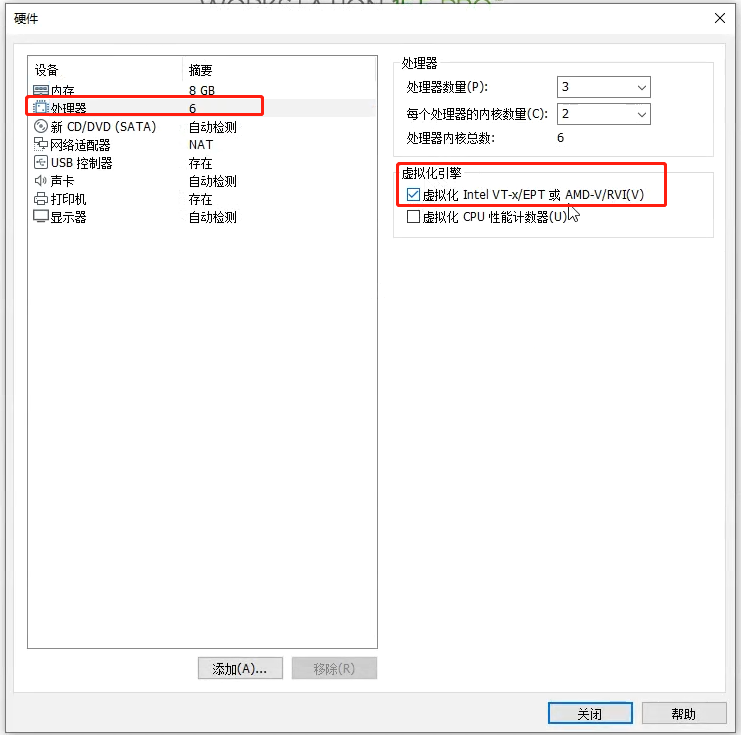 硬件
设备 摘要
内存 8 GB
处理器 6
新 CD/DVD (SATA) 自动检测
网络适配器 NAT
USB 控制器 存在
声卡 自动检测
打印机 存在
显示器 自动检测
添加(A)... 移除(R)
处理器
处理器数量(P): 3
每个处理器的内核数量(C): 2
处理器内核总数: 6
虚拟化引擎
虚拟化 Intel VT-x/EPT 或 AMD-V/RVI(V)
虚拟化 CPU 性能计数器(U)
关闭 帮助